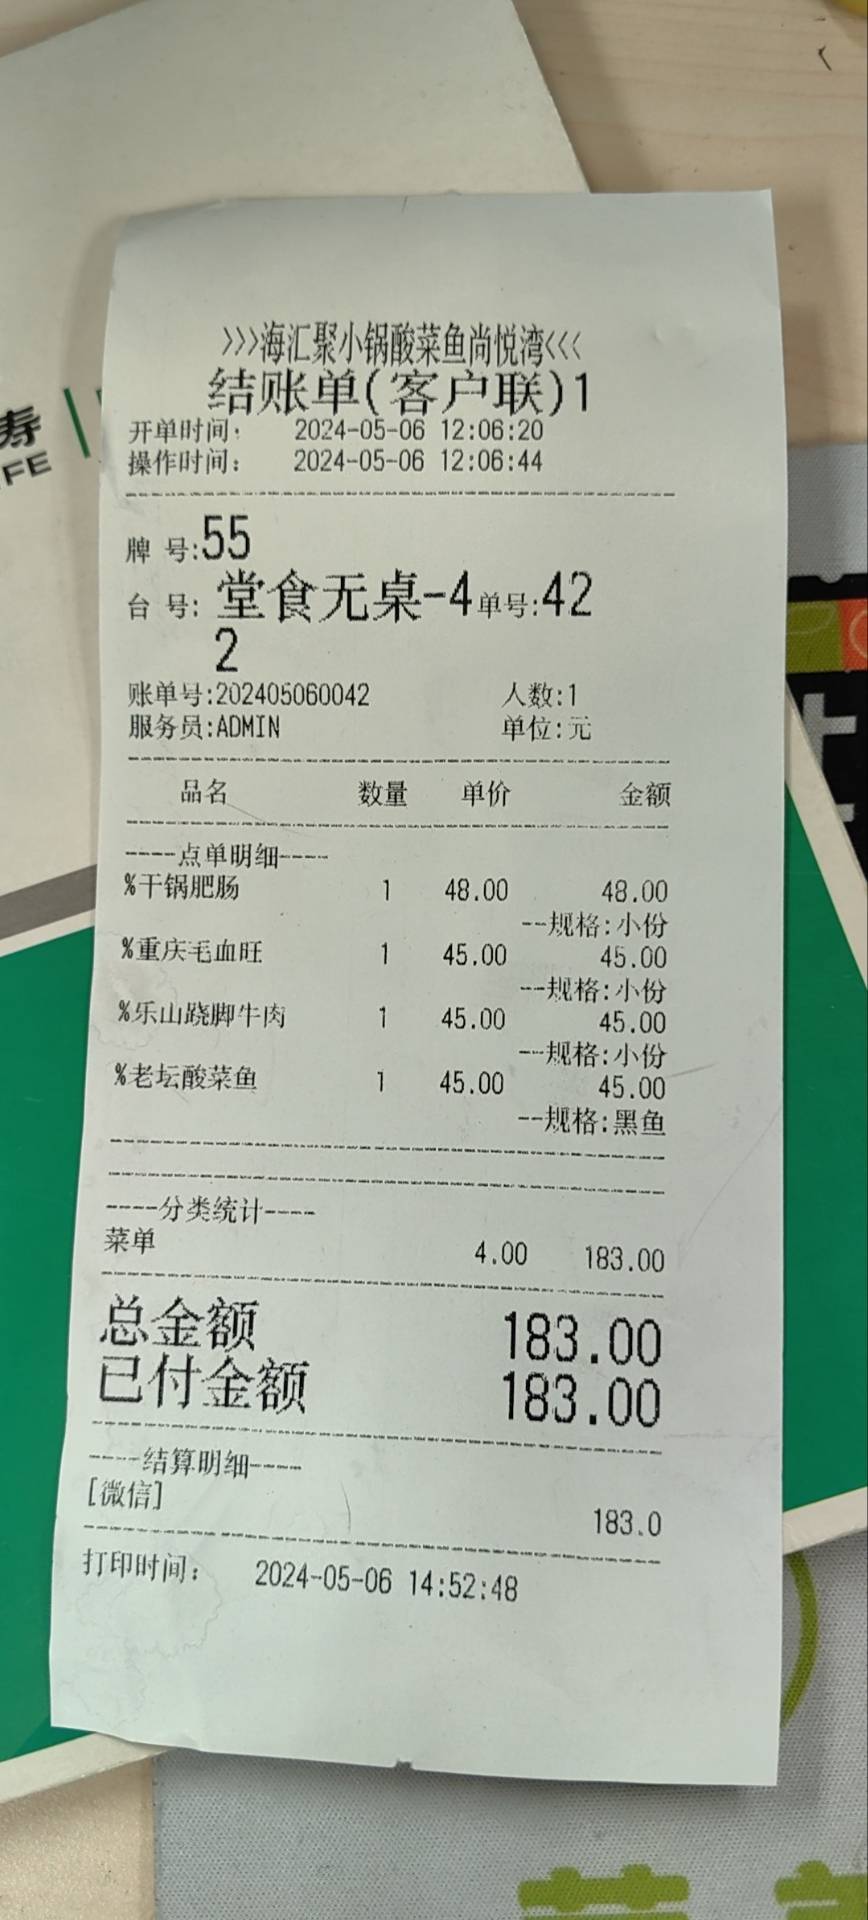 寿
FE
>>>海汇聚小锅酸菜鱼尚悦湾<<<
结账单(客户联)1
开单时间: 2024-05-06 12:06:20
操作时间: 2024-05-06 12:06:44
牌 号:55
台 号: 堂食无桌-4单号:42
2
账单号:202405060042 人数:1
服务员:ADMIN 单位:元
品名 数量 单价 金额
----点单明细----
%干锅肥肠 1 48.00 48.00
--规格:小份
%重庆毛血旺 1 45.00 45.00
--规格:小份
%乐山跷脚牛肉 1 45.00 45.00
--规格:小份
%老坛酸菜鱼 1 45.00 45.00
--规格:黑鱼
----分类统计----
菜单 4.00 183.00
总金额 183.00
已付金额 183.00
----结算明细----
[微信] 183.0
打印时间: 2024-05-06 14:52:48